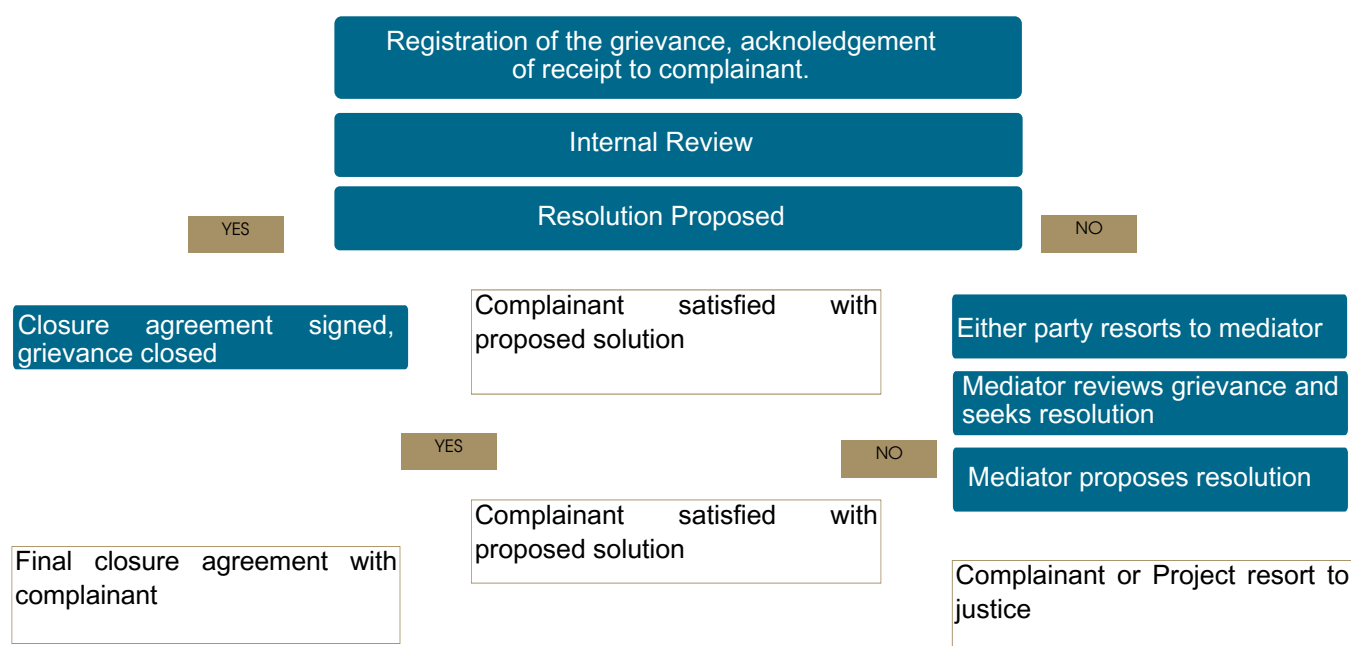 Registration of the grievance, acknoledgement
of receipt to complainant.
Internal Review
Resolution Proposed
YES
NO
Closure agreement signed,
grievance closed
Complainant satisfied with
proposed solution
Either party resorts to mediator
Mediator reviews grievance and
seeks resolution
Mediator proposes resolution
YES
NO
Complainant satisfied with
proposed solution
Final closure agreement with
complainant
Complainant or Project resort to
justice